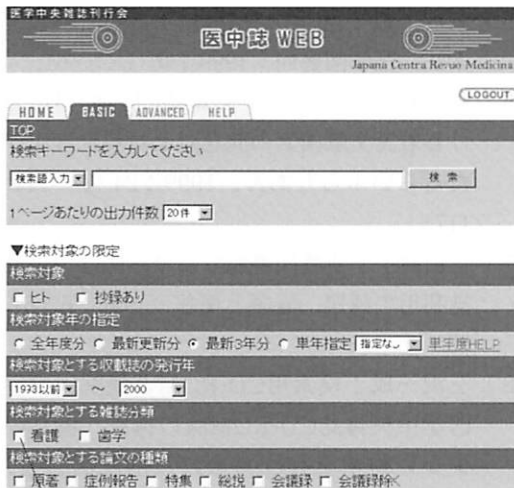 医学中央雑誌刊行会
医中誌 WEB
Japana Centra Revuo Medicina
LOGOUT
HOME BASIC ADVANCED HELP
TOP
検索キーワードを入力してください
検索語入力 検索
1ページあたりの出力件数 20件
▼検索対象の限定
検索対象
ヒト 抄録あり
検索対象年の指定
全年度分 最新更新分 最新3年分 単年指定 指定なし 単年度HELP
検索対象とする収載誌の発行年
1993以前 ～ 2000
検索対象とする雑誌分類
看護 歯学
検索対象とする論文の種類
原著 症例報告 特集 総説 会議録 会議録除く